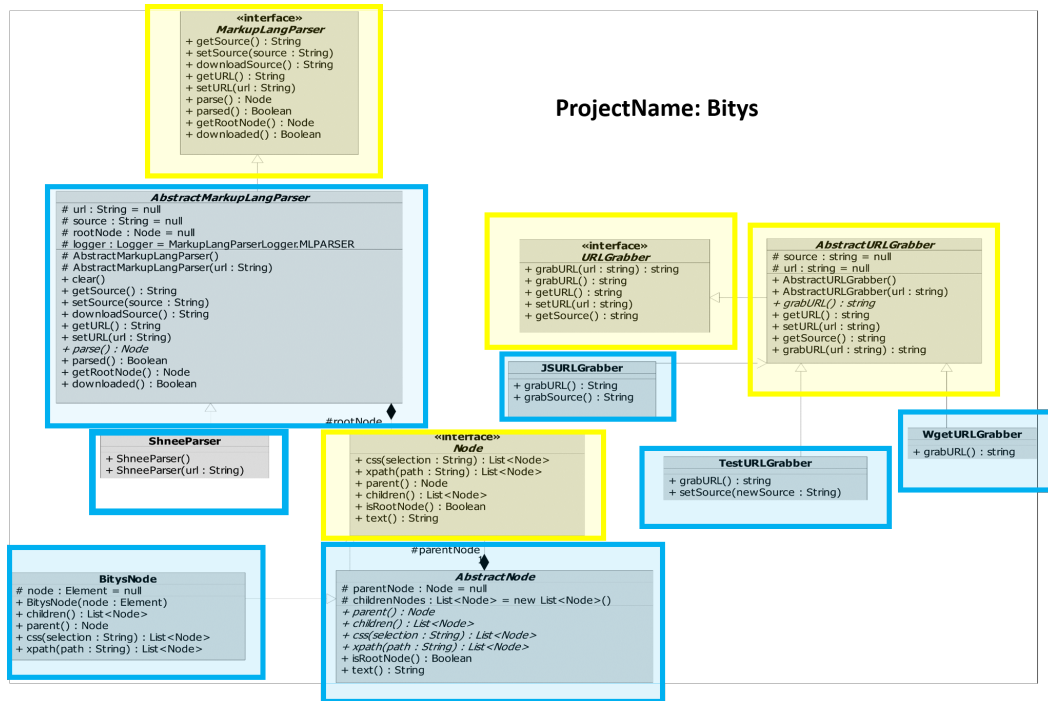 «interface»
MarkupLangParser
+ getSource() : String
+ setSource(source : String)
+ downloadSource() : String
+ getURL() : String
+ setURL(url : String)
+ parse() : Node
+ parsed() : Boolean
+ getRootNode() : Node
+ downloaded() : Boolean
ProjectName: Bitys
AbstractMarkupLangParser
# url : String = null
# source : String = null
# rootNode : Node = null
# logger : Logger = MarkupLangParserLogger.MLPARSER
# AbstractMarkupLangParser()
# AbstractMarkupLangParser(url : String)
+ clear()
+ getSource() : String
+ setSource(source : String)
+ downloadSource() : String
+ getURL() : String
+ setURL(url : String)
+ parse() : Node
+ parsed() : Boolean
+ getRootNode() : Node
+ downloaded() : Boolean
#rootNode
«interface»
URLGrabber
+ grabURL(url : string) : string
+ grabURL() : string
+ getURL() : string
+ setURL(url : string)
+ getSource() : string
AbstractURLGrabber
# source : string = null
# url : string = null
+ AbstractURLGrabber()
+ AbstractURLGrabber(url : string)
+ grabURL() : string
+ getURL() : string
+ setURL(url : string)
+ getSource() : string
+ grabURL(url : string) : string
JSURLGrabber
+ grabURL() : String
+ grabSource() : String
ShneeParser
+ ShneeParser()
+ ShneeParser(url : String)
«interface»
Node
+ css(selection : String) : List<Node>
+ xpath(path : String) : List<Node>
+ parent() : Node
+ children() : List<Node>
+ isRootNode() : Boolean
+ text() : String
TestURLGrabber
+ grabURL() : string
+ setSource(newSource : String)
WgetURLGrabber
+ grabURL() : string
#parentNode
BitysNode
# node : Element = null
+ BitysNode(node : Element)
+ children() : List<Node>
+ parent() : Node
+ css(selection : String) : List<Node>
+ xpath(path : String) : List<Node>
AbstractNode
# parentNode : Node = null
# childrenNodes : List<Node> = new List<Node>()
+ parent() : Node
+ children() : List<Node>
+ css(selection : String) : List<Node>
+ xpath(path : String) : List<Node>
+ isRootNode() : Boolean
+ text() : String